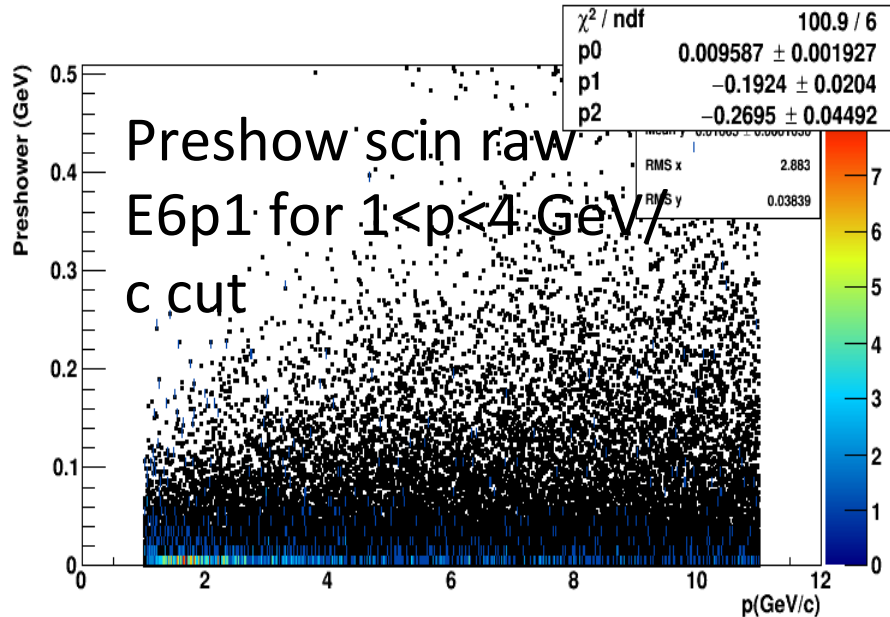 χ² / ndf 100.9 / 6
p0 0.009587 ± 0.001927
p1 −0.1924 ± 0.0204
p2 −0.2695 ± 0.04492
RMS x 2.883
RMS y 0.03839
Preshow scin raw
E6p1 for 1<p<4 GeV/
c cut
Preshower (GeV)
0.5
0.4
0.3
0.2
0.1
0
0 2 4 6 8 10 12
p(GeV/c)
7
6
5
4
3
2
1
0